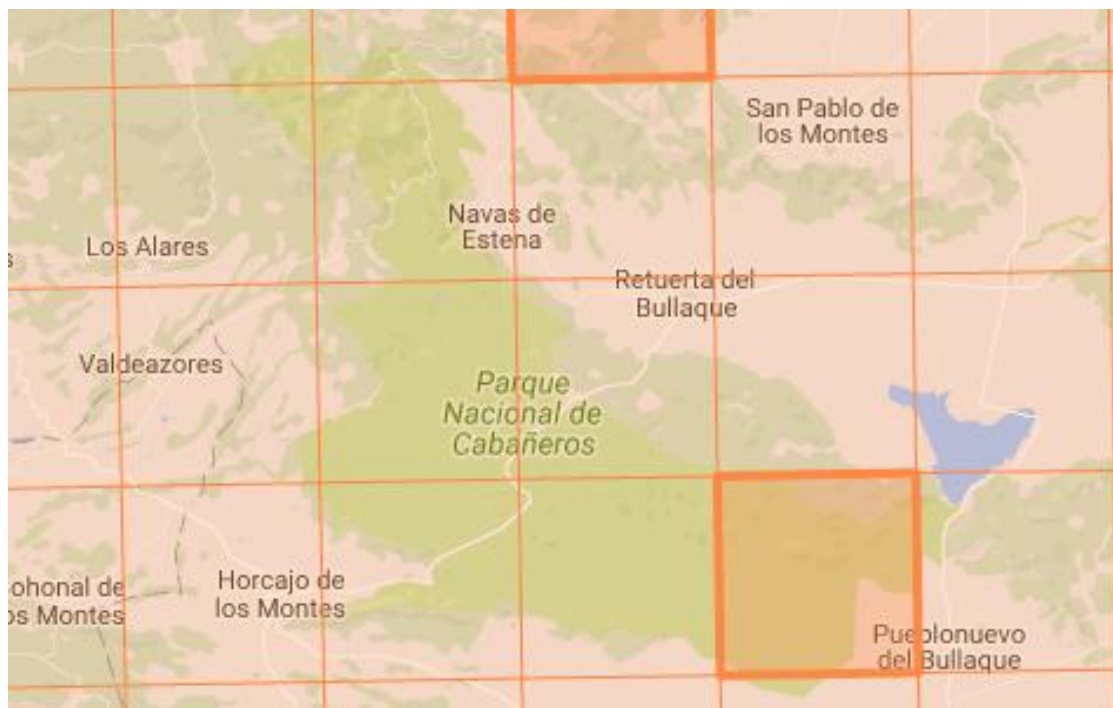 San Pablo de
los Montes
Navas de
Estena
Los Alares
s
Retuerta del
Bullaque
Valdeazores
Parque
Nacional de
Cabañeros
ohonal de
os Montes
Horcajo de
los Montes
Pueblonuevo
del Bullaque